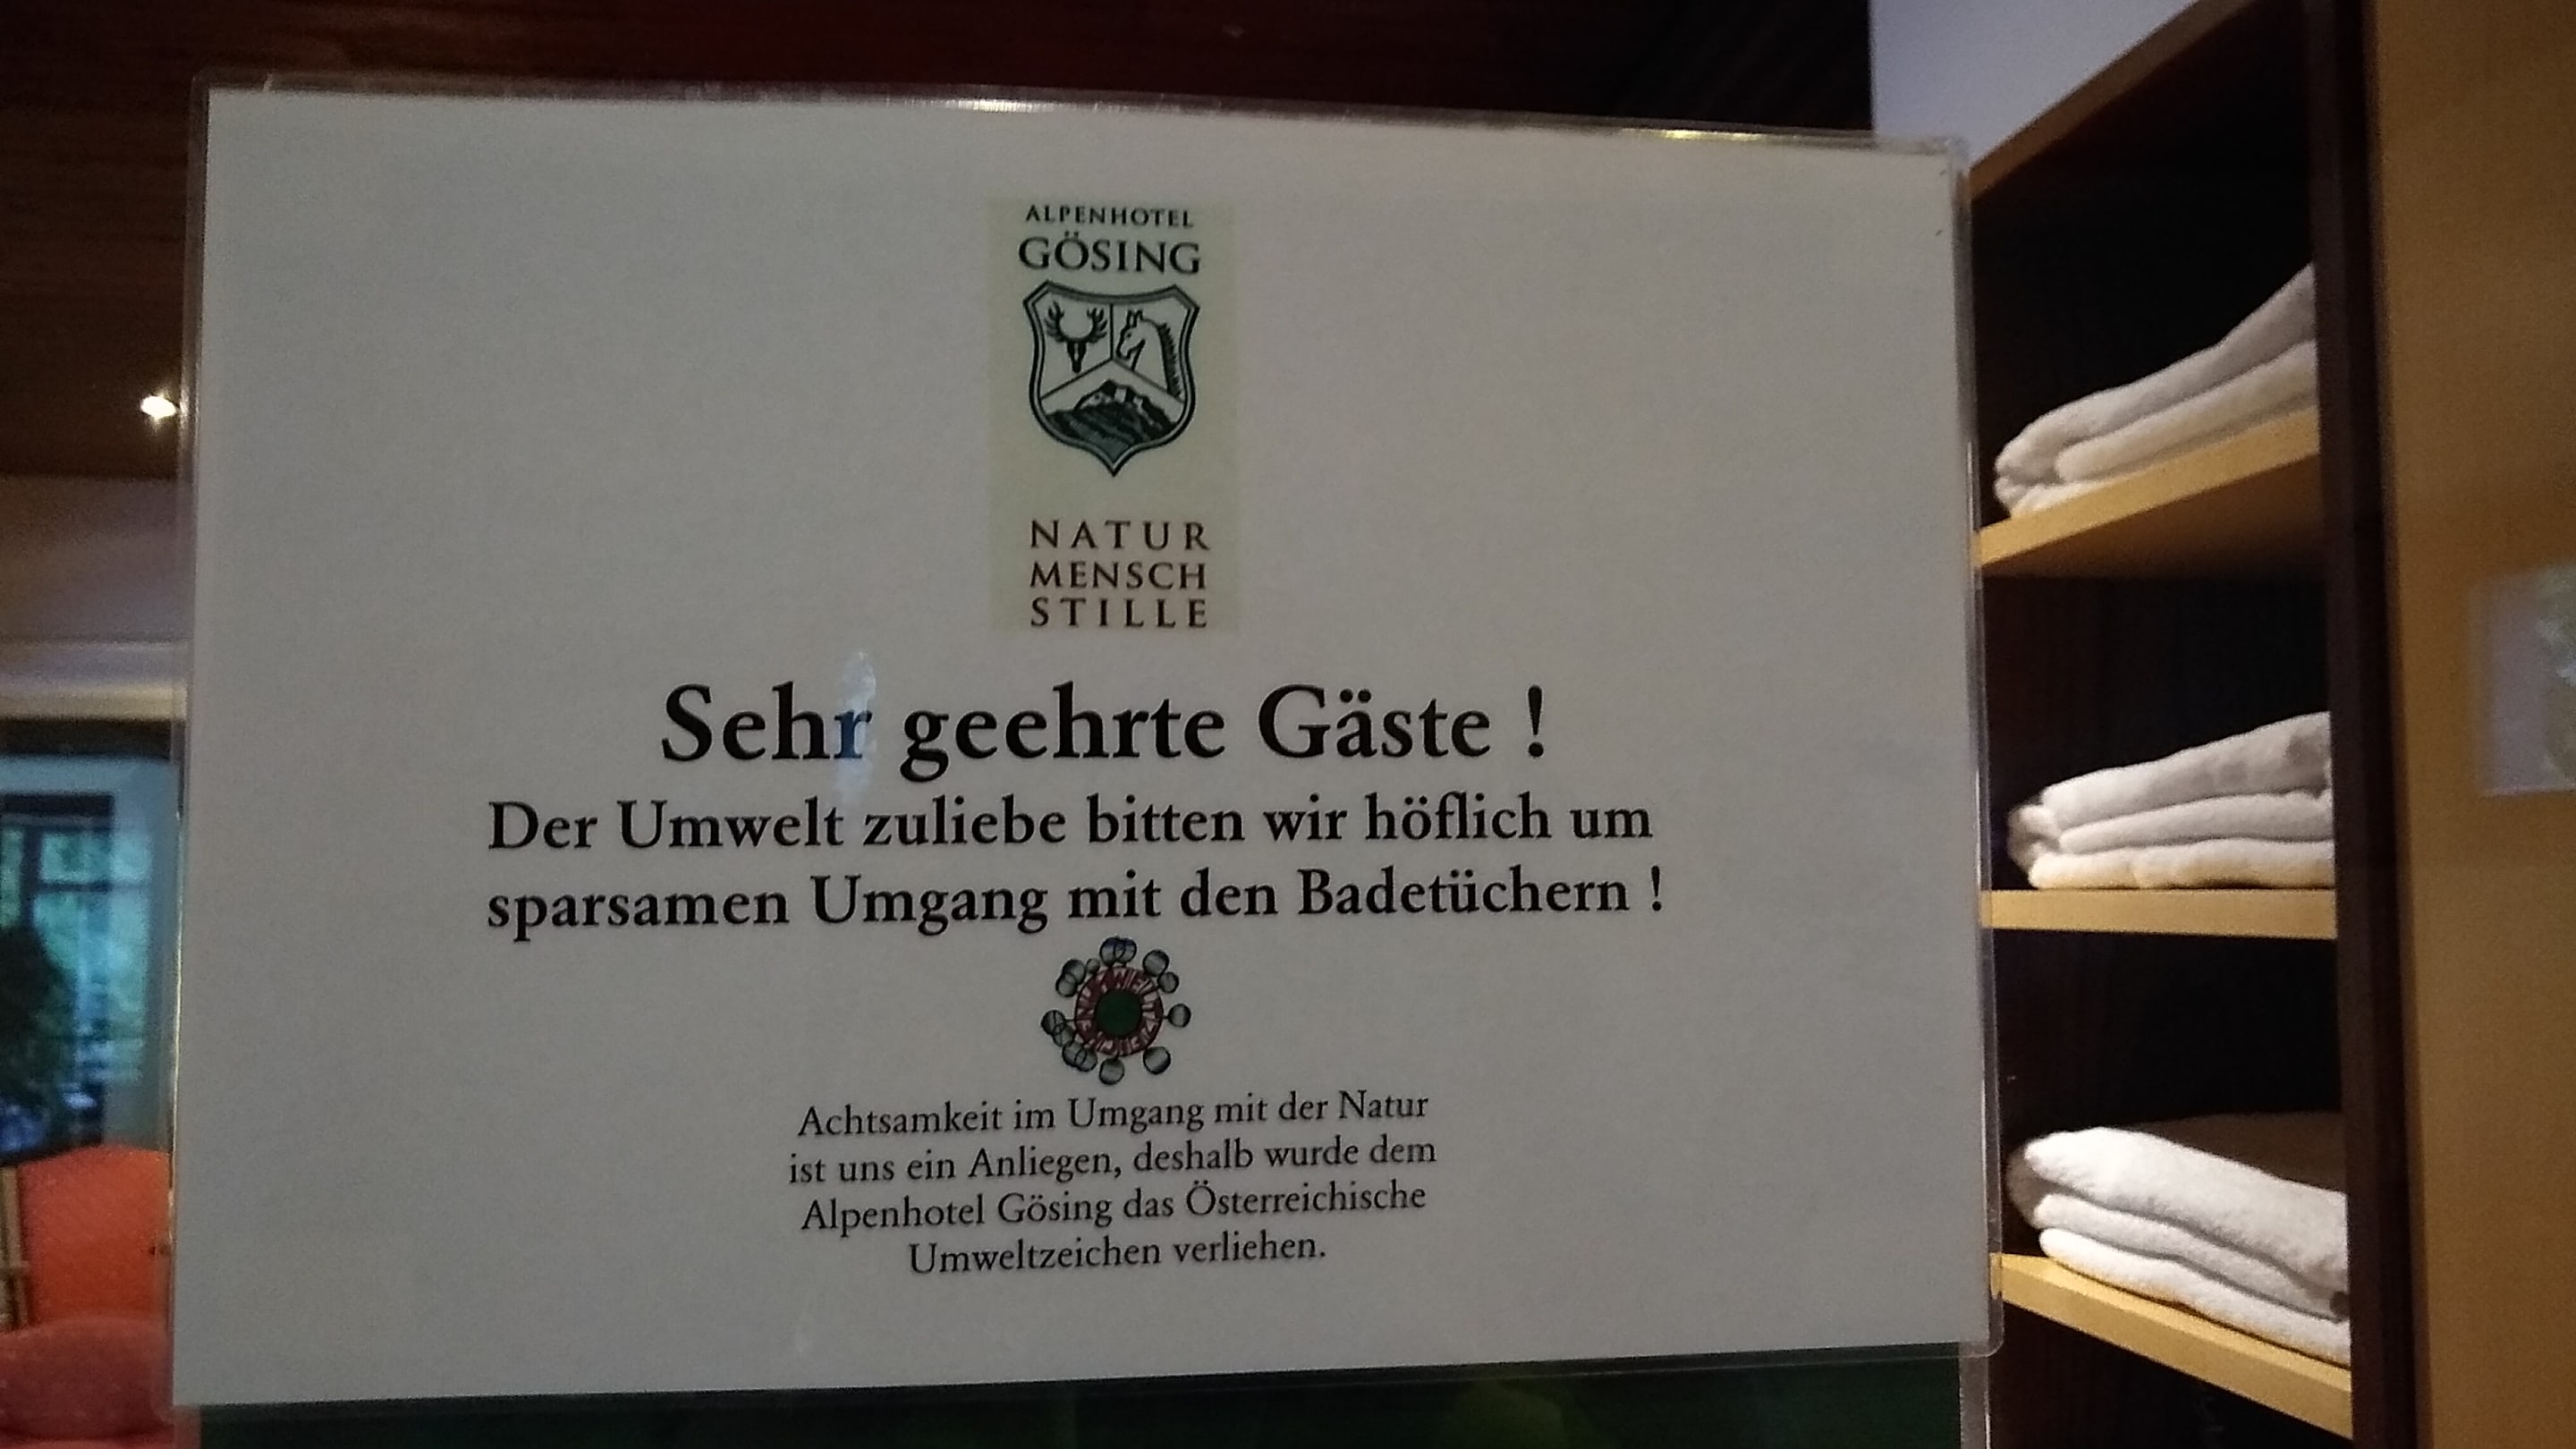 ALPENHOTEL
GÖSING
NATUR
MENSCH
STILLE
Sehr geehrte Gäste !
Der Umwelt zuliebe bitten wir höflich um
sparsamen Umgang mit den Badetüchern !
UMWELTZEICHEN
Achtsamkeit im Umgang mit der Natur
ist uns ein Anliegen, deshalb wurde dem
Alpenhotel Gösing das Österreichische
Umweltzeichen verliehen.